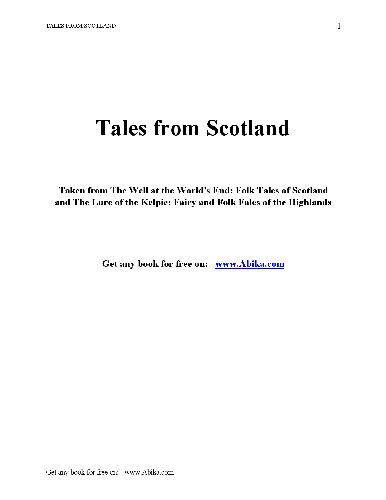 TALES FROM SCOTLAND 1
Tales from Scotland
Taken from The Well at the World's End: Folk Tales of Scotland
and The Lure of the Kelpie: Fairy and Folk Fales of the Highlands
Get any book for free on: www.Abika.com
Get any book for free on: www.Abika.com